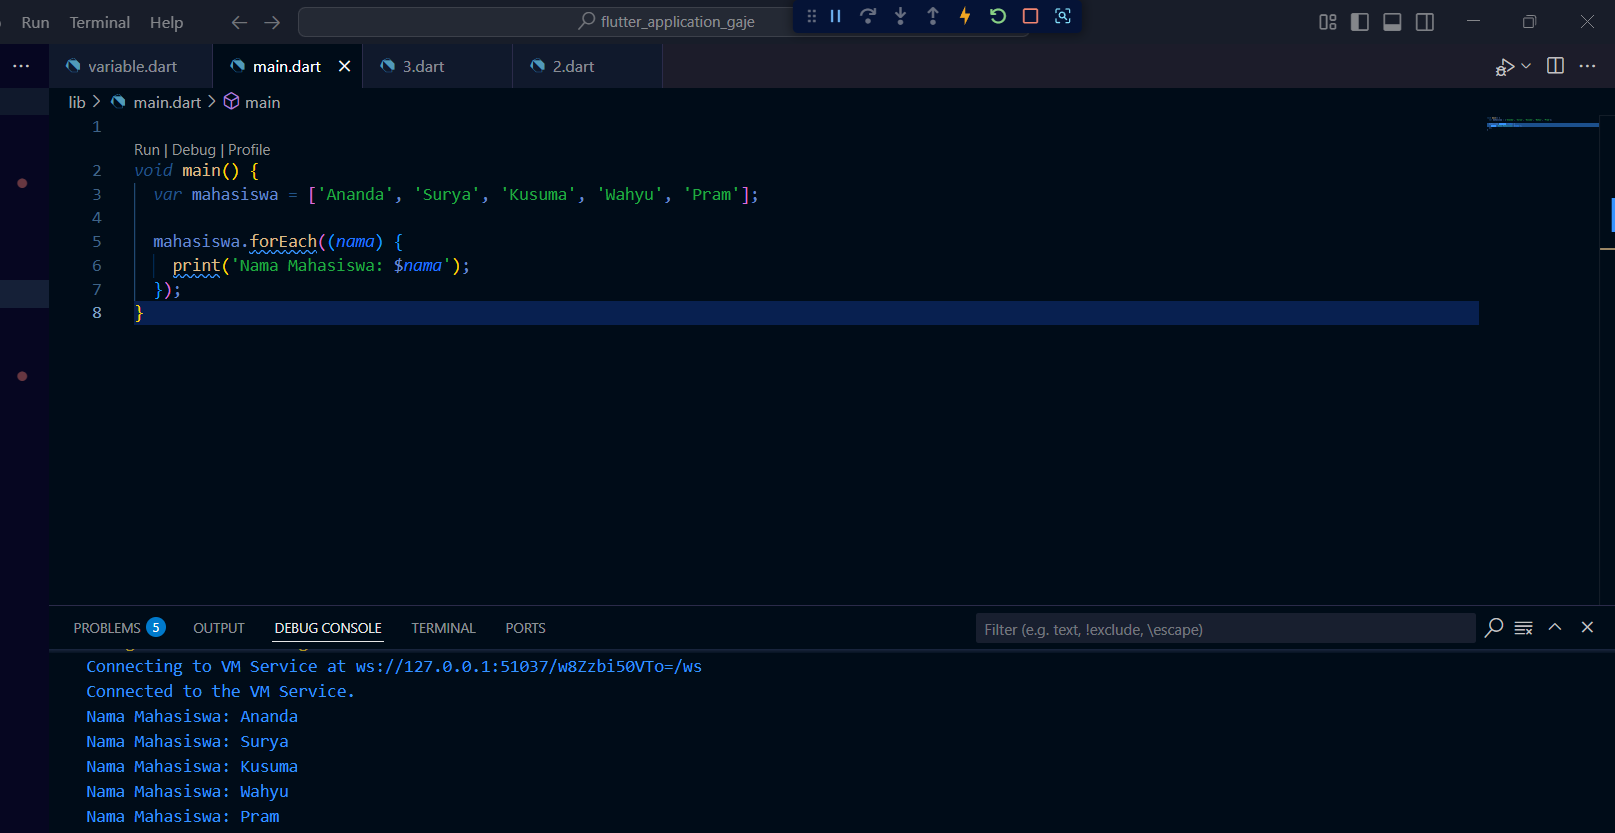 Run Terminal Help flutter_application_gaje
variable.dart main.dart 3.dart 2.dart
lib main.dart main
1
Run | Debug | Profile
2 void main() {
3 var mahasiswa = ['Ananda', 'Surya', 'Kusuma', 'Wahyu', 'Pram'];
4
5 mahasiswa.forEach((nama) {
6 print('Nama Mahasiswa: $nama');
7 });
8 }
PROBLEMS 5 OUTPUT DEBUG CONSOLE TERMINAL PORTS Filter (e.g. text, !exclude, \escape)
Connecting to VM Service at ws://127.0.0.1:51037/w8Zzbi50VTo=/ws
Connected to the VM Service.
Nama Mahasiswa: Ananda
Nama Mahasiswa: Surya
Nama Mahasiswa: Kusuma
Nama Mahasiswa: Wahyu
Nama Mahasiswa: Pram